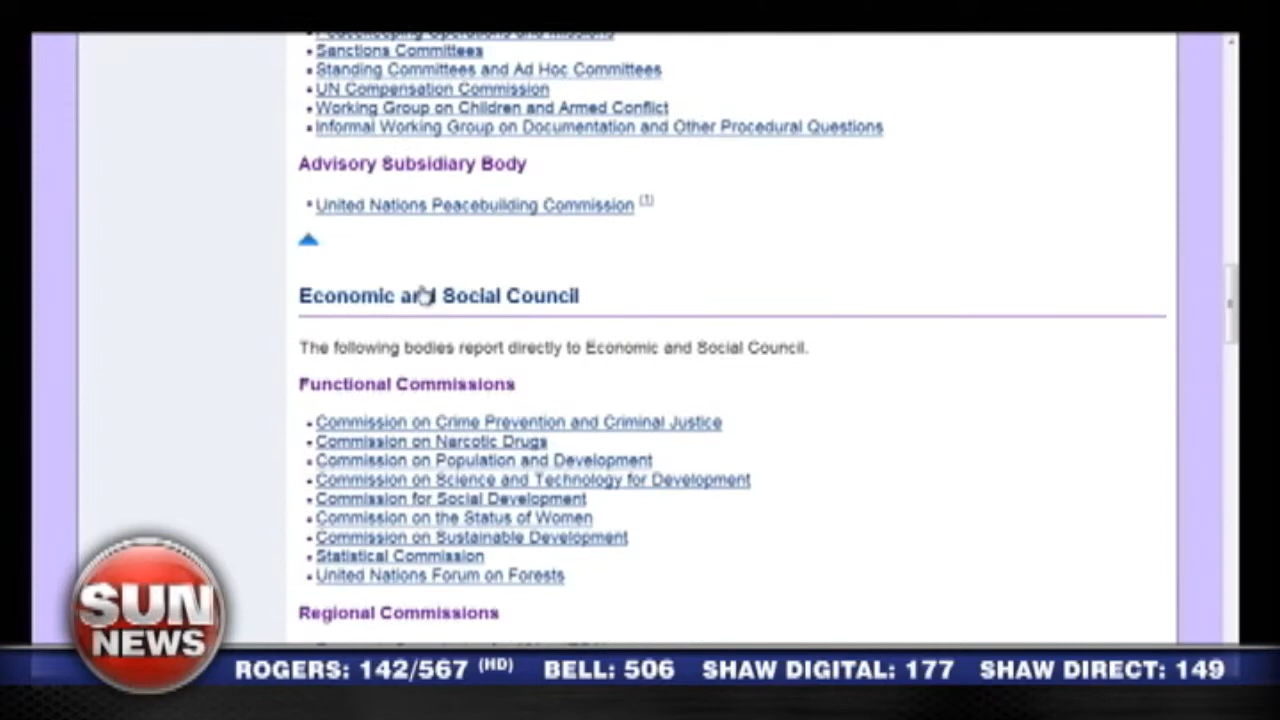 Peacekeeping Operations and Missions
Sanctions Committees
Standing Committees and Ad Hoc Committees
UN Compensation Commission
Working Group on Children and Armed Conflict
Informal Working Group on Documentation and Other Procedural Questions
Advisory Subsidiary Body
United Nations Peacebuilding Commission (1)
Economic and Social Council
The following bodies report directly to Economic and Social Council.
Functional Commissions
Commission on Crime Prevention and Criminal Justice
Commission on Narcotic Drugs
Commission on Population and Development
Commission on Science and Technology for Development
Commission for Social Development
Commission on the Status of Women
Commission on Sustainable Development
Statistical Commission
United Nations Forum on Forests
Regional Commissions
SUN
NEWS
ROGERS: 142/567 (HD) BELL: 506 SHAW DIGITAL: 177 SHAW DIRECT: 149